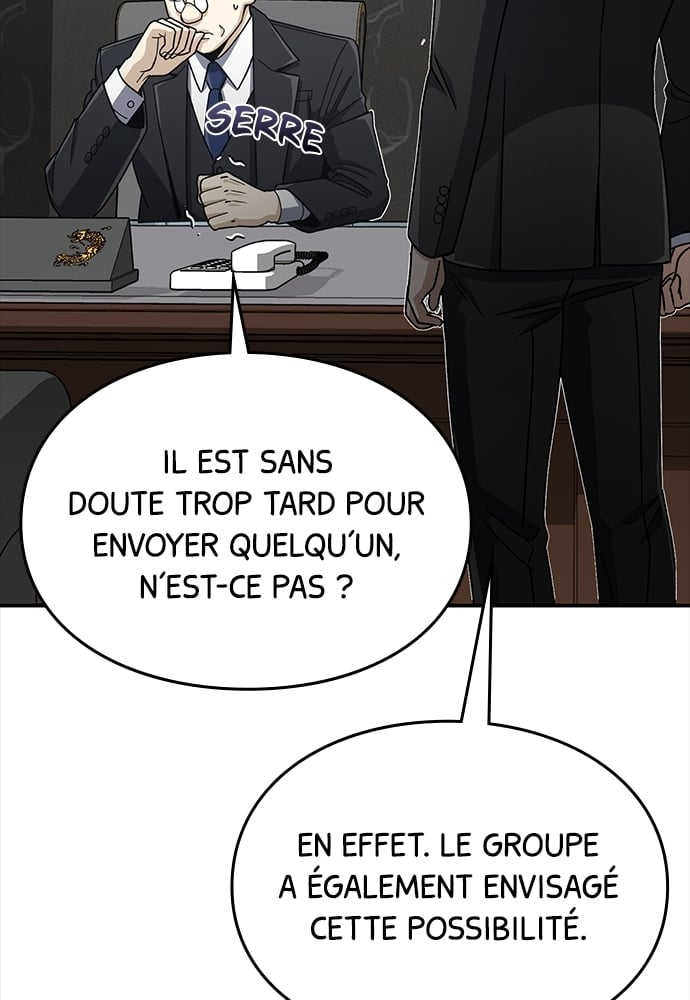 SERRE
IL EST SANS
DOUTE TROP TARD POUR
ENVOYER QUELQU'UN,
N'EST-CE PAS ?
EN EFFET. LE GROUPE
A ÉGALEMENT ENVISAGÉ
CETTE POSSIBILITÉ.